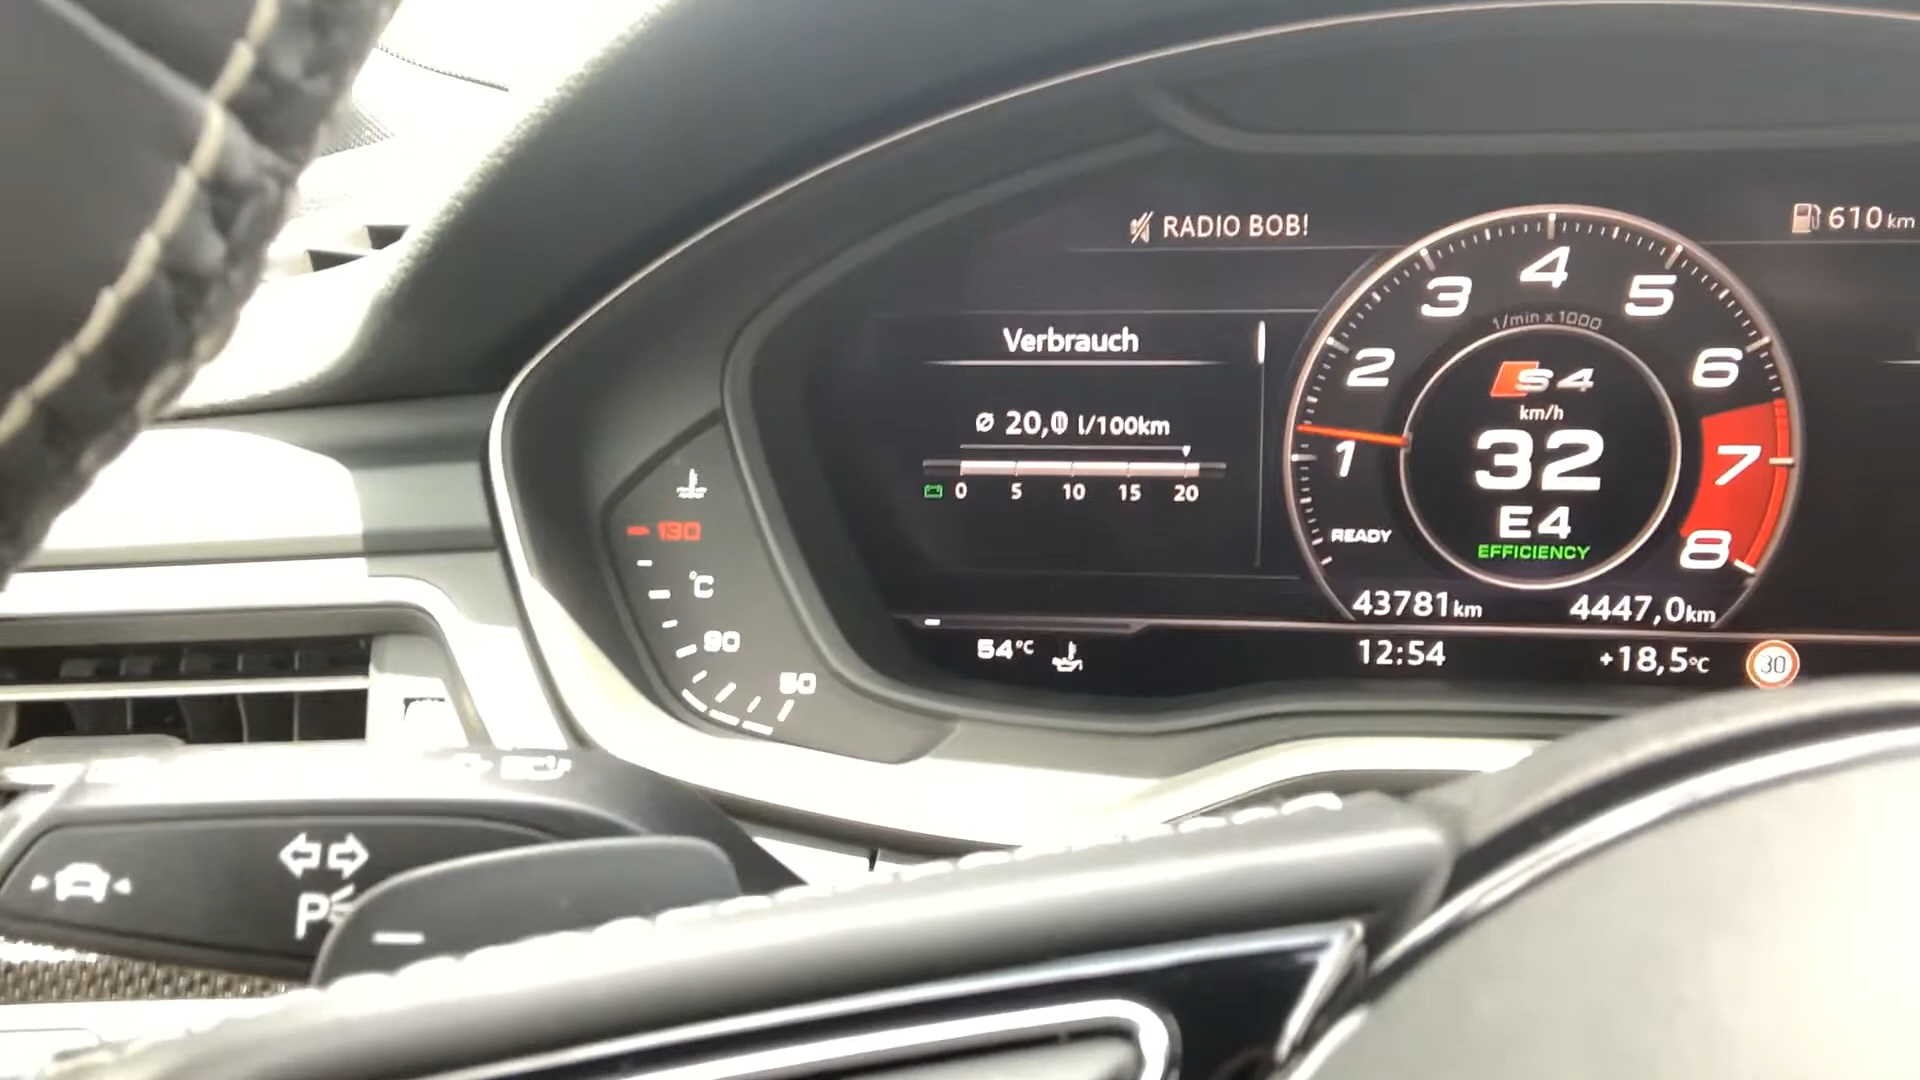 RADIO BOB!
610 km
Verbrauch
Ø 20,0 l/100km
0 5 10 15 20
1 2 3 4 5 6 7 8
1/min x 1000
S4
km/h
32
E4
EFFICIENCY
READY
43781 km
4447,0 km
54°C
12:54
+18,5°C
30
130
°C
90
50
P